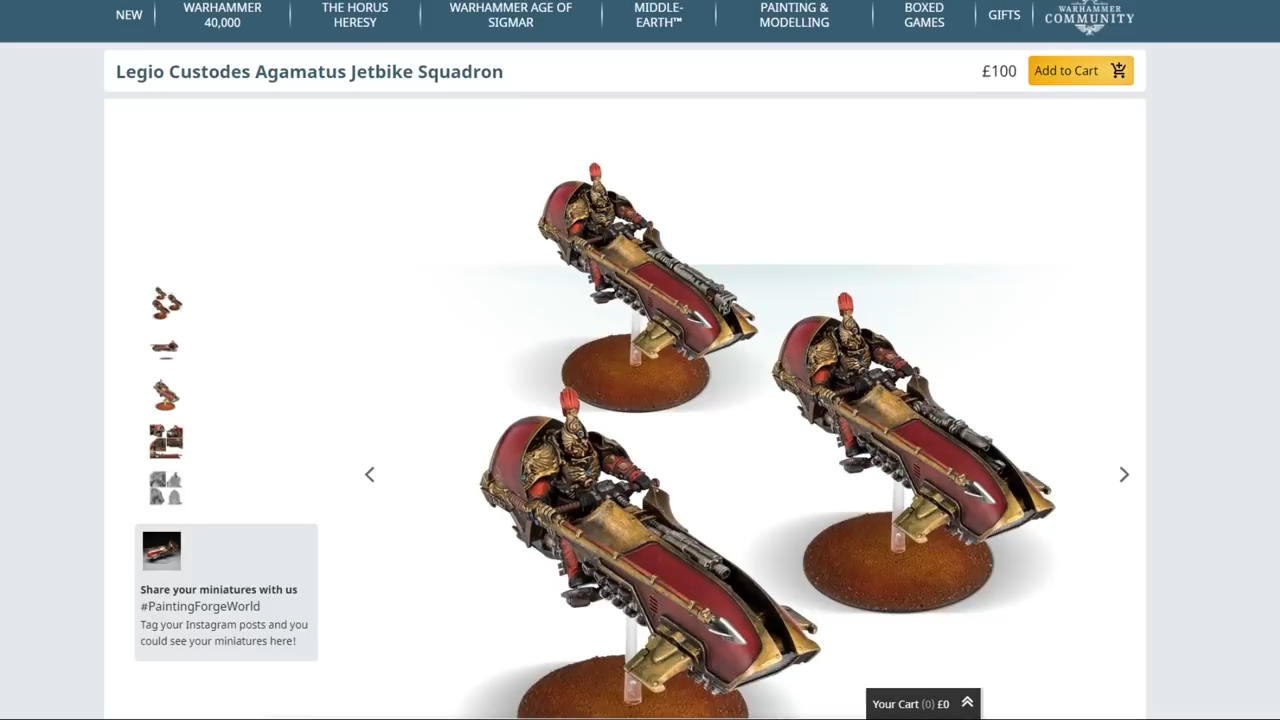 NEW
WARHAMMER
40,000
THE HORUS
HERESY
WARHAMMER AGE OF
SIGMAR
MIDDLE-
EARTH™
PAINTING &
MODELLING
BOXED
GAMES
GIFTS
WARHAMMER
COMMUNITY
Legio Custodes Agamatus Jetbike Squadron
£100
Add to Cart
Share your miniatures with us
#PaintingForgeWorld
Tag your Instagram posts and you
could see your miniatures here!
Your Cart (0) £0